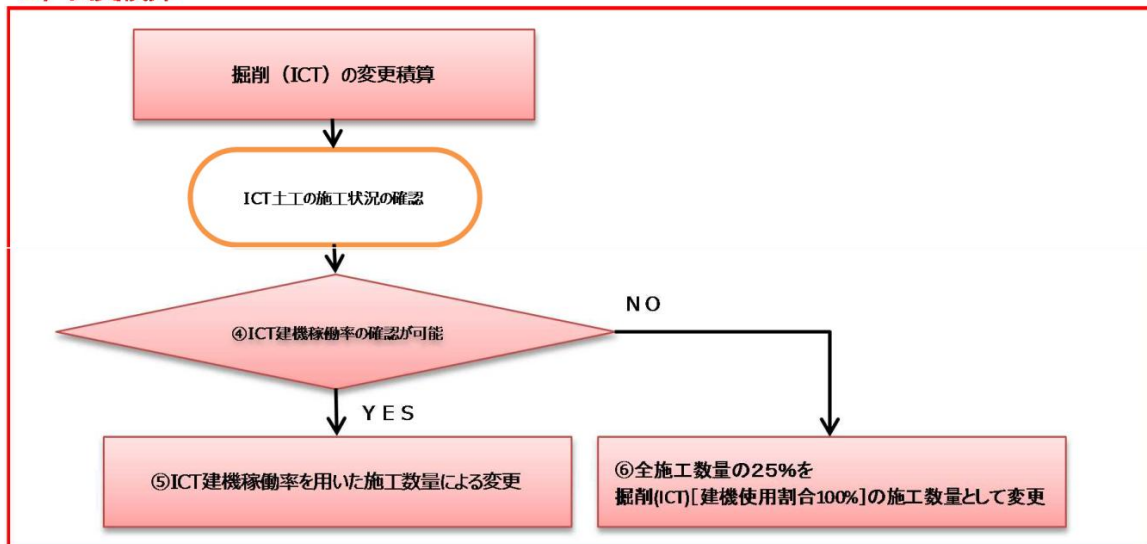 掘削（ICT）の変更積算
ICT土工の施工状況の確認
④ICT建機稼働率の確認が可能
NO
YES
⑤ICT建機稼働率を用いた施工数量による変更
⑥全施工数量の25%を
掘削(ICT)[建機使用割合100%]の施工数量として変更